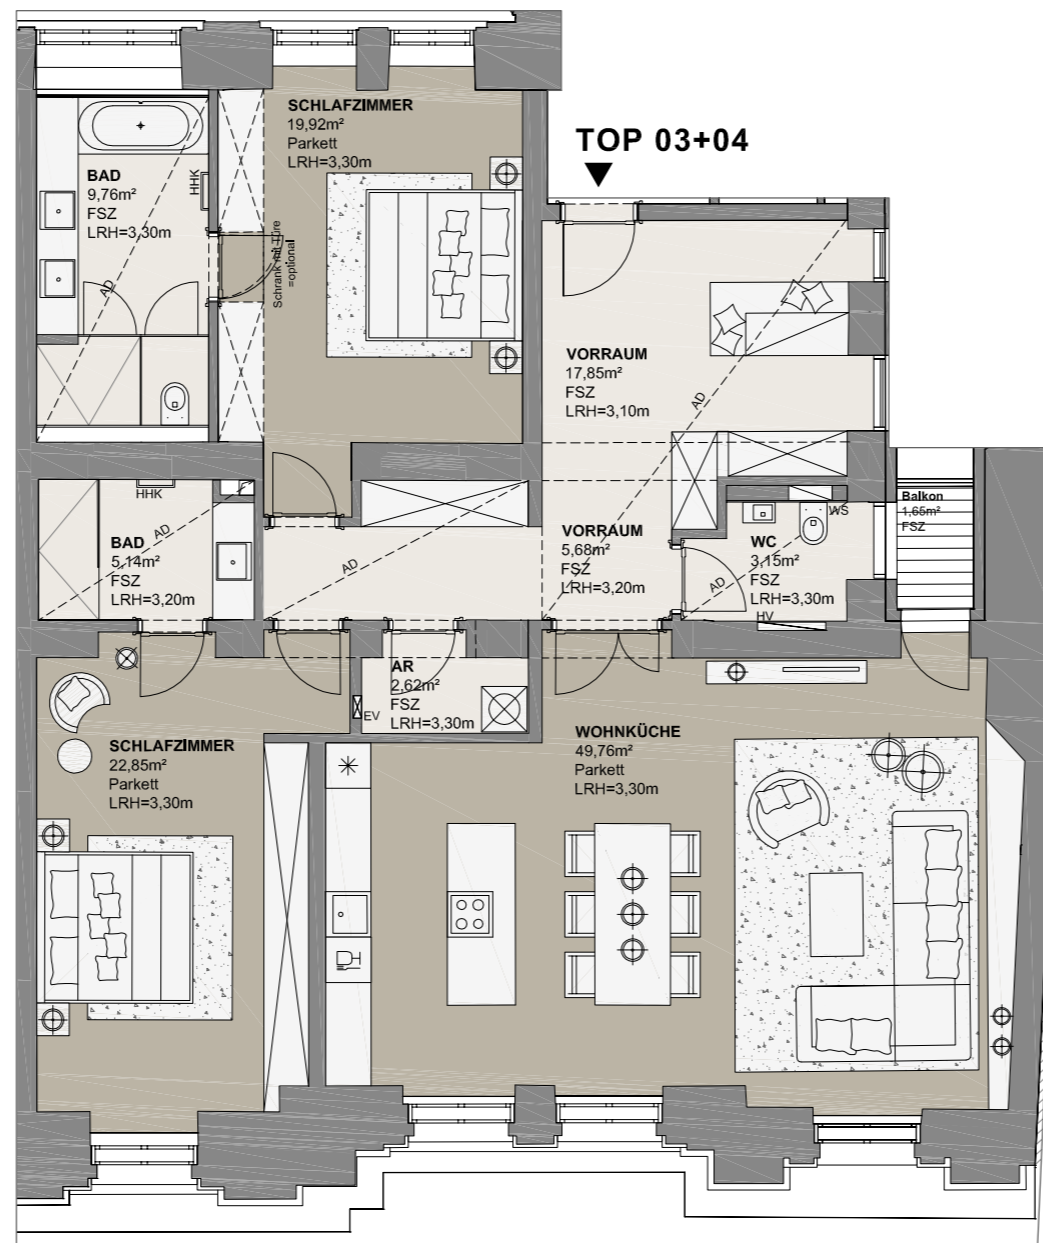 TOP 03+04
SCHLAFZIMMER
19,92m²
Parkett
LRH=3,30m
BAD
9,76m²
FSZ
LRH=3,30m
HHK
AD
Schrank mit Türe
=optional
VORRAUM
17,85m²
FSZ
LRH=3,10m
AD
HHK
BAD
5,14m²
FSZ
LRH=3,20m
AD
AD
VORRAUM
5,68m²
FSZ
LRH=3,20m
WS
WC
3,15m²
FSZ
LRH=3,30m
AD
HV
Balkon
1,65m²
FSZ
AR
2,62m²
FSZ
LRH=3,30m
EV
SCHLAFZIMMER
22,85m²
Parkett
LRH=3,30m
WOHNKÜCHE
49,76m²
Parkett
LRH=3,30m